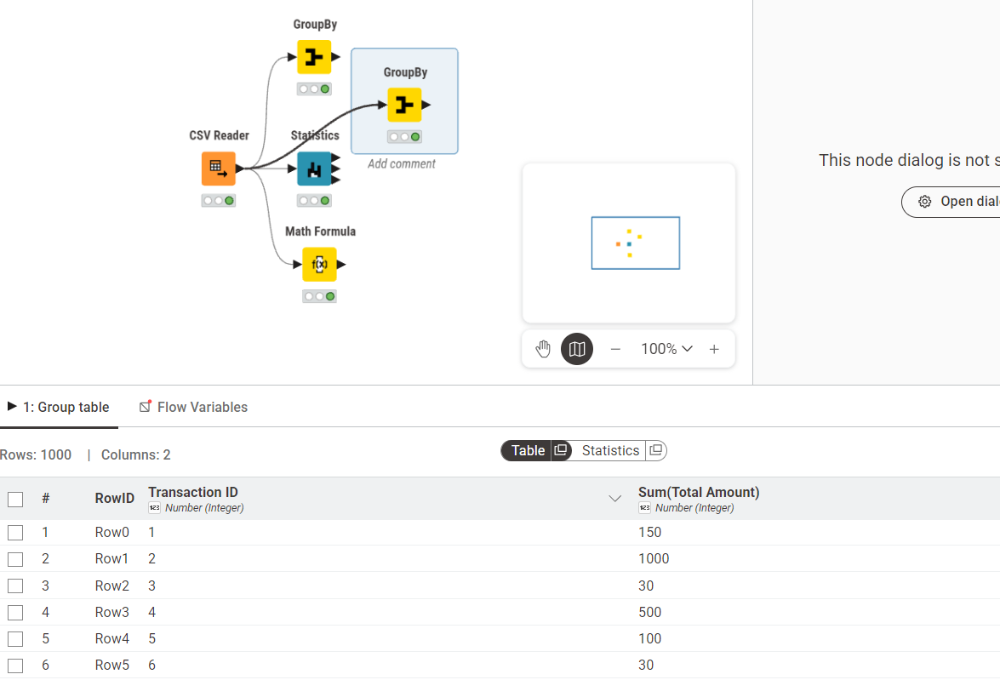 GroupBy
GroupBy
CSV Reader
Statistics
Add comment
Math Formula
f(x)
This node dialog is not s
Open dial
100%
1: Group table Flow Variables
Rows: 1000 | Columns: 2
Table Statistics
# RowID Transaction ID Sum(Total Amount)
123 Number (Integer) 123 Number (Integer)
1 Row0 1 150
2 Row1 2 1000
3 Row2 3 30
4 Row3 4 500
5 Row4 5 100
6 Row5 6 30